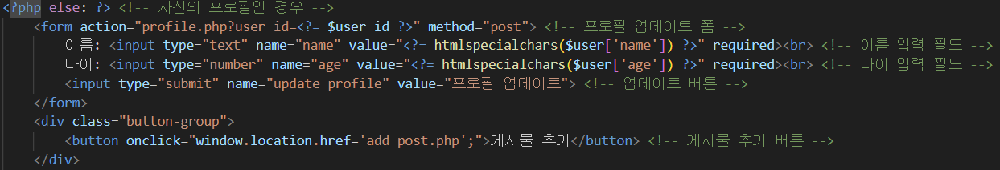 <?php else: ?> <!-- 자신의 프로필인 경우 -->
<form action="profile.php?user_id=<?= $user_id ?>" method="post"> <!-- 프로필 업데이트 폼 -->
이름: <input type="text" name="name" value="<?= htmlspecialchars($user['name']) ?>" required><br> <!-- 이름 입력 필드 -->
나이: <input type="number" name="age" value="<?= htmlspecialchars($user['age']) ?>" required><br> <!-- 나이 입력 필드 -->
<input type="submit" name="update_profile" value="프로필 업데이트"> <!-- 업데이트 버튼 -->
</form>
<div class="button-group">
<button onclick="window.location.href='add_post.php';">게시물 추가</button> <!-- 게시물 추가 버튼 -->
</div>